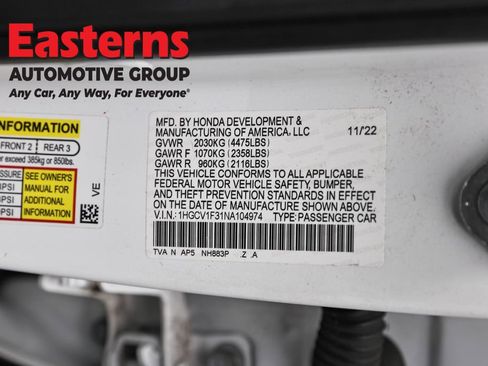 Easterns
AUTOMOTIVE GROUP
Any Car, Any Way, For Everyone®
INFORMATION
FRONT 2 REAR 3
exceed 385kg or 850lbs.
SEE OWNER'S
MANUAL FOR
ADDITIONAL
INFORMATION
PSI
PSI
VE
MFD. BY HONDA DEVELOPMENT &
MANUFACTURING OF AMERICA, LLC 11/22
GVWR 2030KG (4475LBS)
GAWR F 1070KG (2358LBS)
GAWR R 960KG (2116LBS)
THIS VEHICLE CONFORMS TO ALL APPLICABLE
FEDERAL MOTOR VEHICLE SAFETY, BUMPER,
AND THEFT PREVENTION STANDARDS IN EFFECT
ON THE DATE OF MANUFACTURE SHOWN ABOVE.
V.I.N.: 1HGCV1F31NA104974 TYPE: PASSENGER CAR
TVA N AP5 NH883P .Z .A